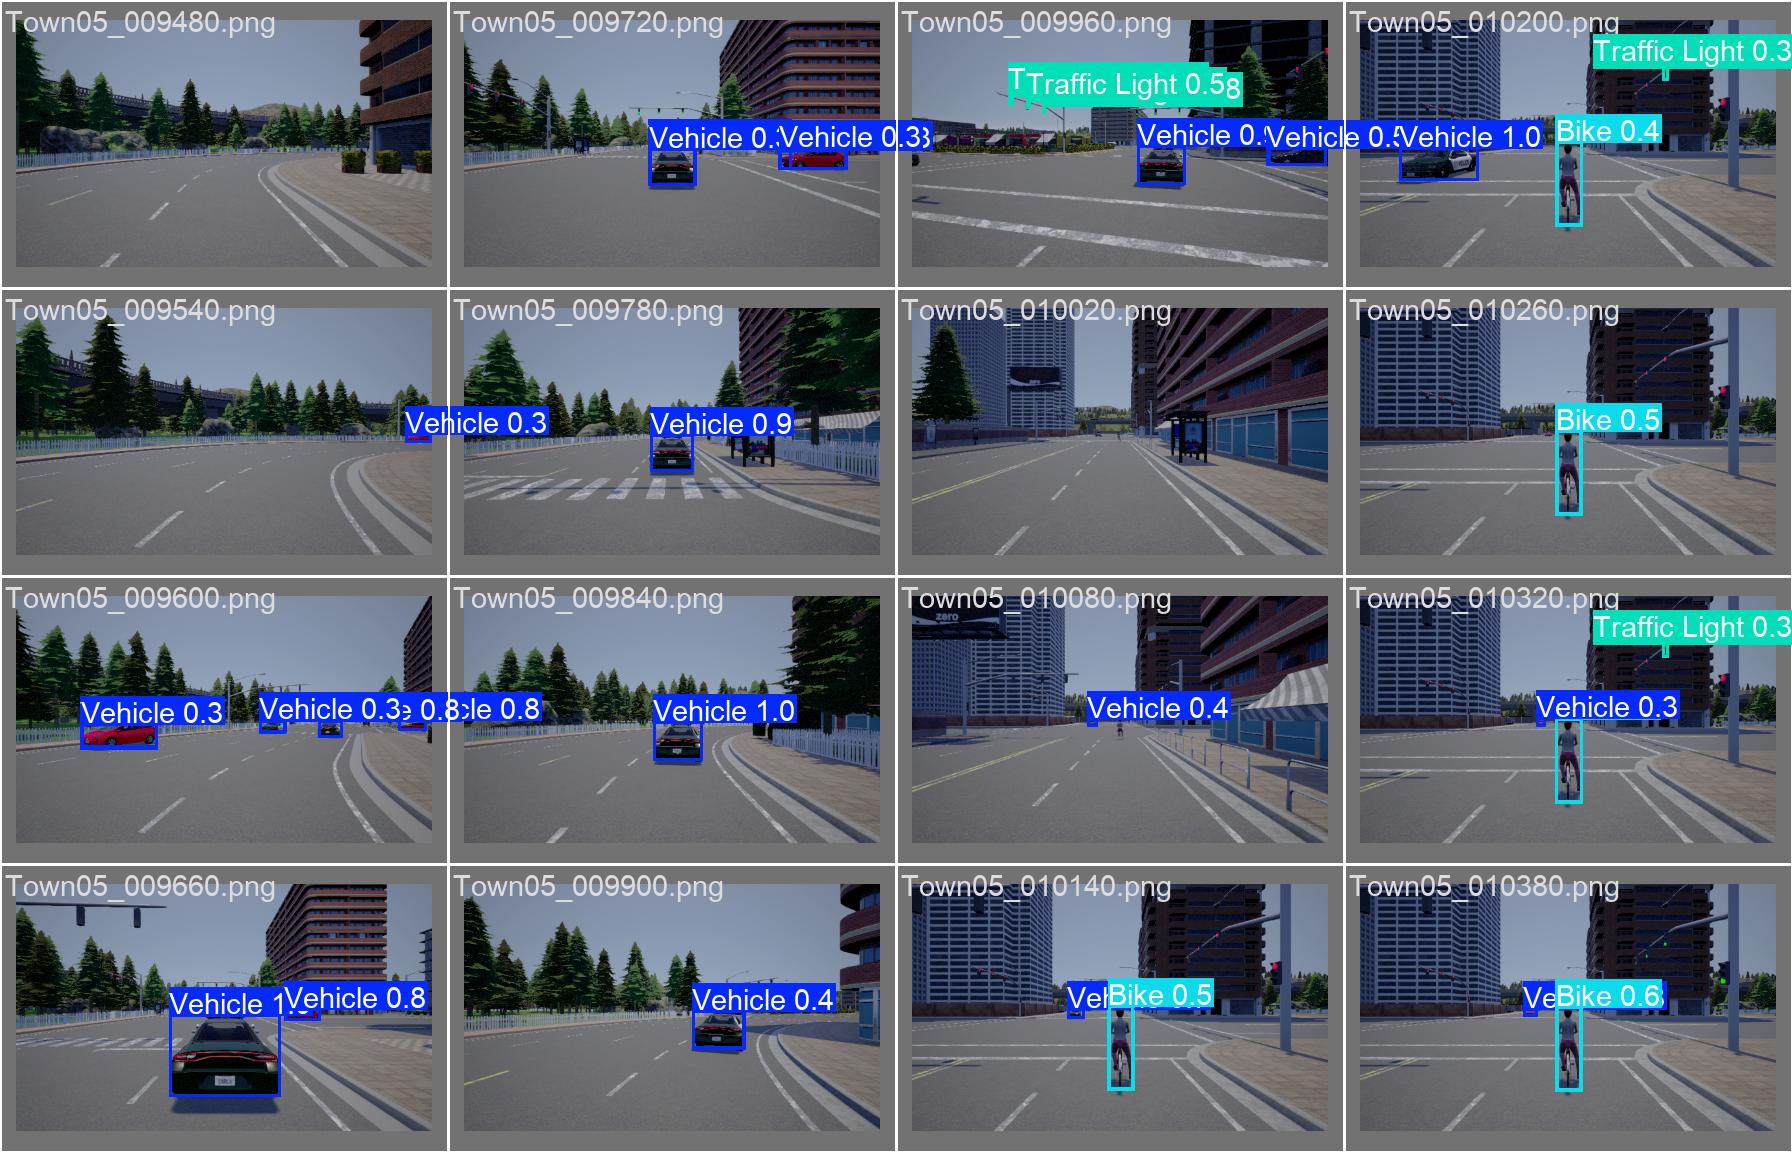 Town05_009480.png
Town05_009720.png
Vehicle 0.
Vehicle 0.3
Town05_009960.png
Traffic Light 0.5
Vehicle 0.
Vehicle 0.5
Town05_010200.png
Traffic Light 0.3
Vehicle 1.0
Bike 0.4
POLICE
Town05_009540.png
Vehicle 0.3
Town05_009780.png
Vehicle 0.9
Town05_010020.png
Town05_010260.png
Bike 0.5
Town05_009600.png
Vehicle 0.3
Vehicle 0.3
e 0.8
cle 0.8
Town05_009840.png
Vehicle 1.0
Town05_010080.png
zero
Vehicle 0.4
Town05_010320.png
Traffic Light 0.3
Vehicle 0.3
Town05_009660.png
Vehicle 1.
Vehicle 0.8
Town05_009900.png
Vehicle 0.4
Town05_010140.png
Veh
Bike 0.5
Town05_010380.png
Ve
Bike 0.6